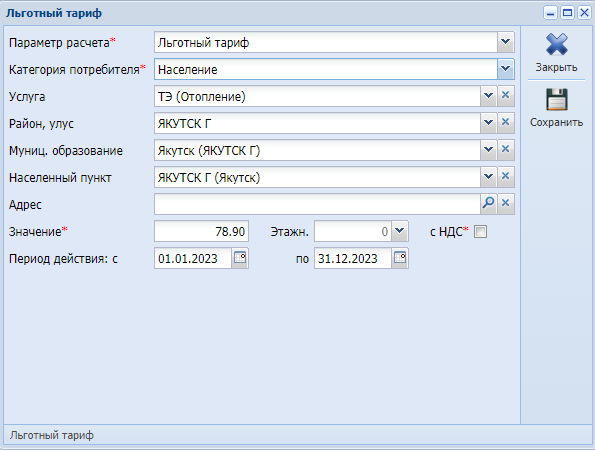 Льготный тариф
Параметр расчета* Льготный тариф
Закрыть
Категория потребителя* Население
Услуга ТЭ (Отопление)
Сохранить
Район, улус ЯКУТСК Г
Муниц. образование Якутск (ЯКУТСК Г)
Населенный пункт ЯКУТСК Г (Якутск)
Адрес
Значение* 78.90 Этажн. 0 с НДС*
Период действия: с 01.01.2023 по 31.12.2023
Льготный тариф